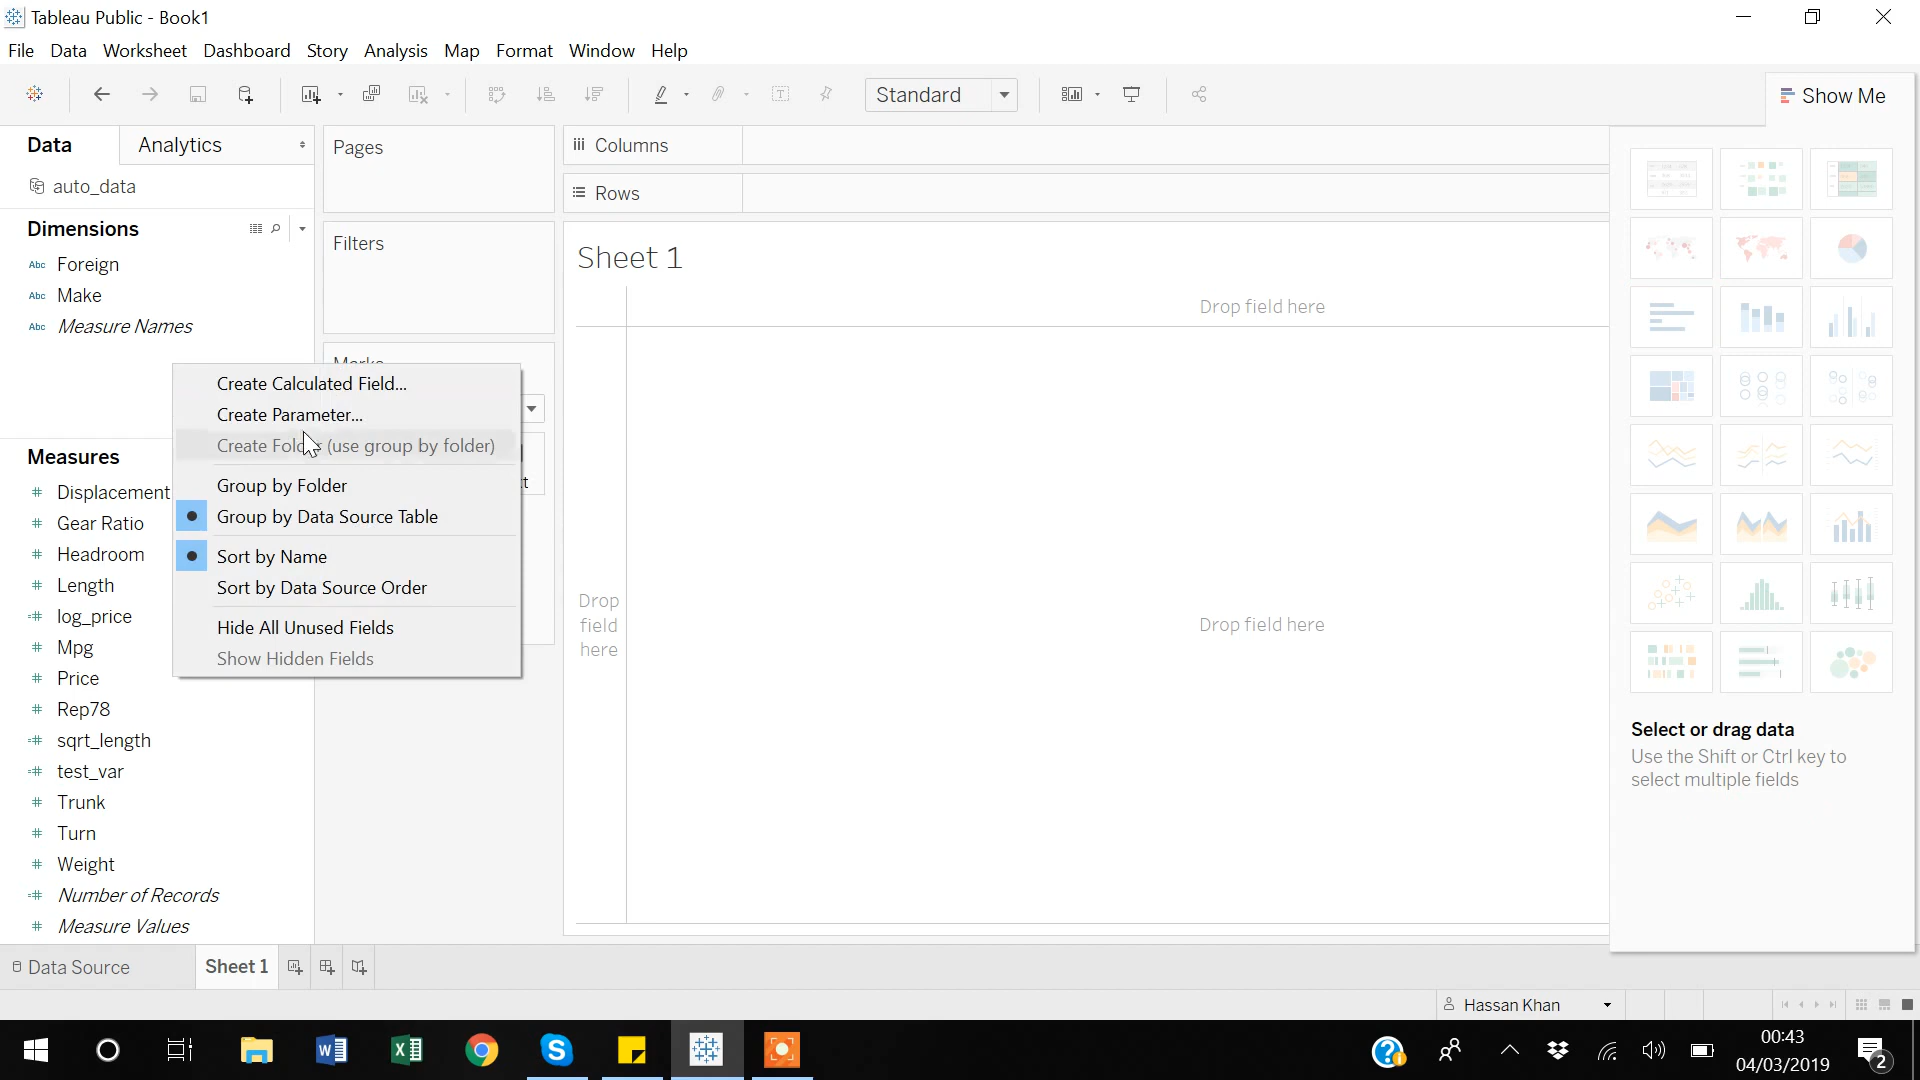 Tableau Public - Book1
File Data Worksheet Dashboard Story Analysis Map Format Window Help
Standard
Show Me
Data
Analytics
Pages
Columns
auto_data
Rows
Dimensions
Filters
Abc Foreign
Abc Make
Abc Measure Names
Sheet 1
Drop field here
Create Calculated Field...
Create Parameter...
(use group by folder)
Group by Folder
Group by Data Source Table
Sort by Name
Sort by Data Source Order
Hide All Unused Fields
Show Hidden Fields
Measures
# Displacement
# Gear Ratio
# Headroom
# Length
=# log_price
# Mpg
# Price
# Rep78
=# sqrt_length
=# test_var
# Trunk
# Turn
# Weight
=# Number of Records
# Measure Values
Drop
field
here
Drop field here
Select or drag data
Use the Shift or Ctrl key to
select multiple fields
Data Source
Sheet 1
Hassan Khan
00:43
04/03/2019
2